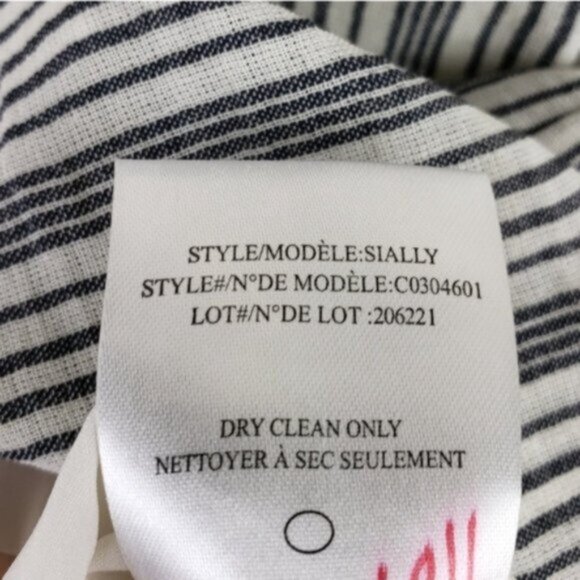 STYLE/MODÈLE:SIALLY
STYLE#/N°DE MODÈLE:C0304601
LOT#/N°DE LOT :206221
DRY CLEAN ONLY
NETTOYER À SEC SEULEMENT